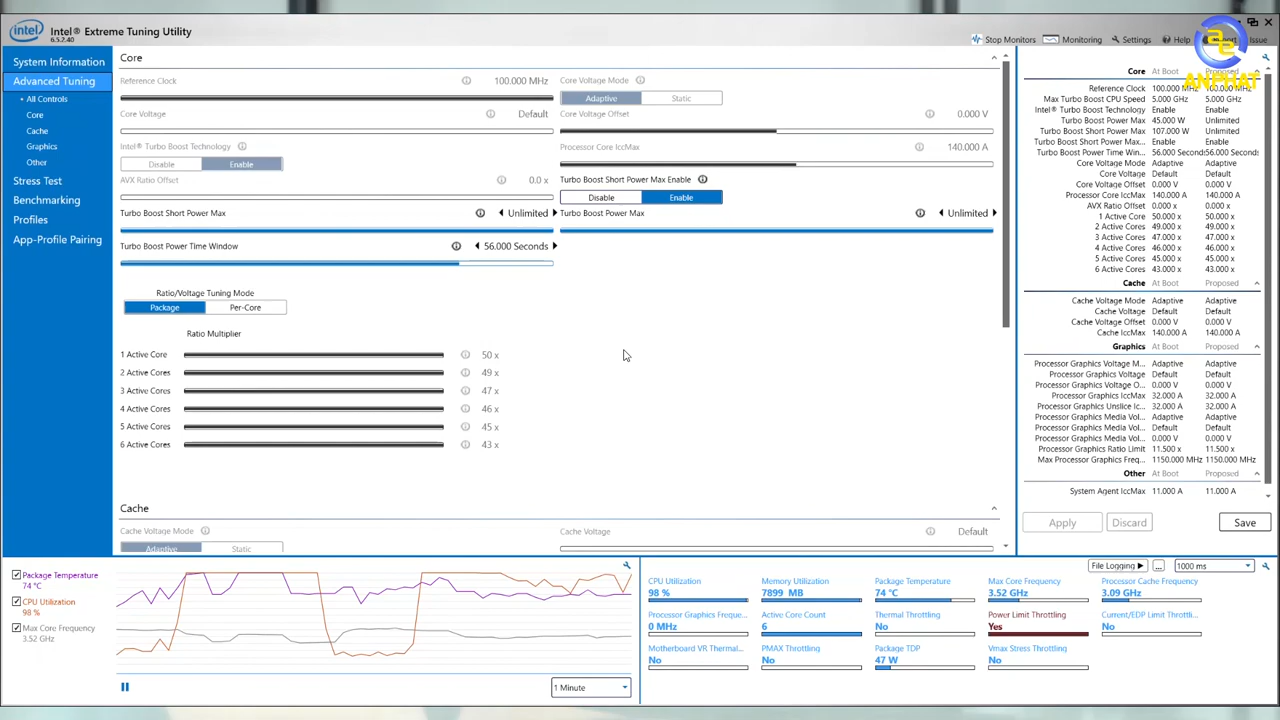 intel Intel® Extreme Tuning Utility
6.5.2.40
Stop Monitors Monitoring Settings Help Issue
ANPHAT
System Information
Advanced Tuning
• All Controls
Core
Cache
Graphics
Other
Stress Test
Benchmarking
Profiles
App-Profile Pairing
Core
Reference Clock 100.000 MHz
Core Voltage Mode
Adaptive Static
Core Voltage Default
Core Voltage Offset 0.000 V
Intel® Turbo Boost Technology
Disable Enable
Processor Core IccMax 140.000 A
AVX Ratio Offset 0.0 x
Turbo Boost Short Power Max Enable
Disable Enable
Turbo Boost Short Power Max Unlimited
Turbo Boost Power Max Unlimited
Turbo Boost Power Time Window 56.000 Seconds
Ratio/Voltage Tuning Mode
Package Per-Core
Ratio Multiplier
1 Active Core 50 x
2 Active Cores 49 x
3 Active Cores 47 x
4 Active Cores 46 x
5 Active Cores 45 x
6 Active Cores 43 x
Cache
Cache Voltage Mode
Adaptive Static
Cache Voltage Default
Core At Boot Proposed
Reference Clock 100.000 MHz 100.000 MHz
Max Turbo Boost CPU Speed 5.000 GHz 5.000 GHz
Intel® Turbo Boost Technology Enable Enable
Turbo Boost Power Max 45.000 W Unlimited
Turbo Boost Short Power Max 107.000 W Unlimited
Turbo Boost Short Power Max... Enable Enable
Turbo Boost Power Time Win... 56.000 Seconds 56.000 Seconds
Core Voltage Mode Adaptive Adaptive
Core Voltage Default Default
Core Voltage Offset 0.000 V 0.000 V
Processor Core IccMax 140.000 A 140.000 A
AVX Ratio Offset 0.000 x 0.000 x
1 Active Core 50.000 x 50.000 x
2 Active Cores 49.000 x 49.000 x
3 Active Cores 47.000 x 47.000 x
4 Active Cores 46.000 x 46.000 x
5 Active Cores 45.000 x 45.000 x
6 Active Cores 43.000 x 43.000 x
Cache At Boot Proposed
Cache Voltage Mode Adaptive Adaptive
Cache Voltage Default Default
Cache Voltage Offset 0.000 V 0.000 V
Cache IccMax 140.000 A 140.000 A
Graphics At Boot Proposed
Processor Graphics Voltage M... Adaptive Adaptive
Processor Graphics Voltage Default Default
Processor Graphics Voltage O... 0.000 V 0.000 V
Processor Graphics IccMax 32.000 A 32.000 A
Processor Graphics Unslice Ic... 32.000 A 32.000 A
Processor Graphics Media Vol... Adaptive Adaptive
Processor Graphics Media Vol... Default Default
Processor Graphics Media Vol... 0.000 V 0.000 V
Processor Graphics Ratio Limit 11.500 x 11.500 x
Max Processor Graphics Freq... 1150.000 MHz 1150.000 MHz
Other At Boot Proposed
System Agent IccMax 11.000 A 11.000 A
Apply Discard Save
Package Temperature
74 °C
CPU Utilization
98 %
Max Core Frequency
3.52 GHz
1 Minute
File Logging ... 1000 ms
CPU Utilization
98 %
Memory Utilization
7899 MB
Package Temperature
74 °C
Max Core Frequency
3.52 GHz
Processor Cache Frequency
3.09 GHz
Processor Graphics Freque...
0 MHz
Active Core Count
6
Thermal Throttling
No
Power Limit Throttling
Yes
Current/EDP Limit Throttli...
No
Motherboard VR Thermal...
No
PMAX Throttling
No
Package TDP
47 W
Vmax Stress Throttling
No